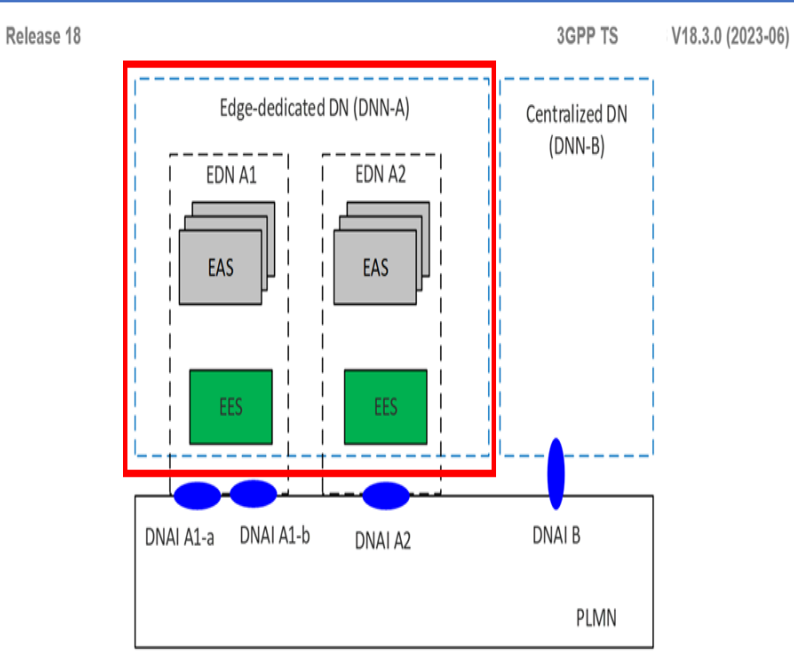 Release 18
3GPP TS
V18.3.0 (2023-06)
Edge-dedicated DN (DNN-A)
Centralized DN
(DNN-B)
EDN A1
EDN A2
EAS
EAS
EES
EES
DNAI A1-a
DNAI A1-b
DNAI A2
DNAI B
PLMN